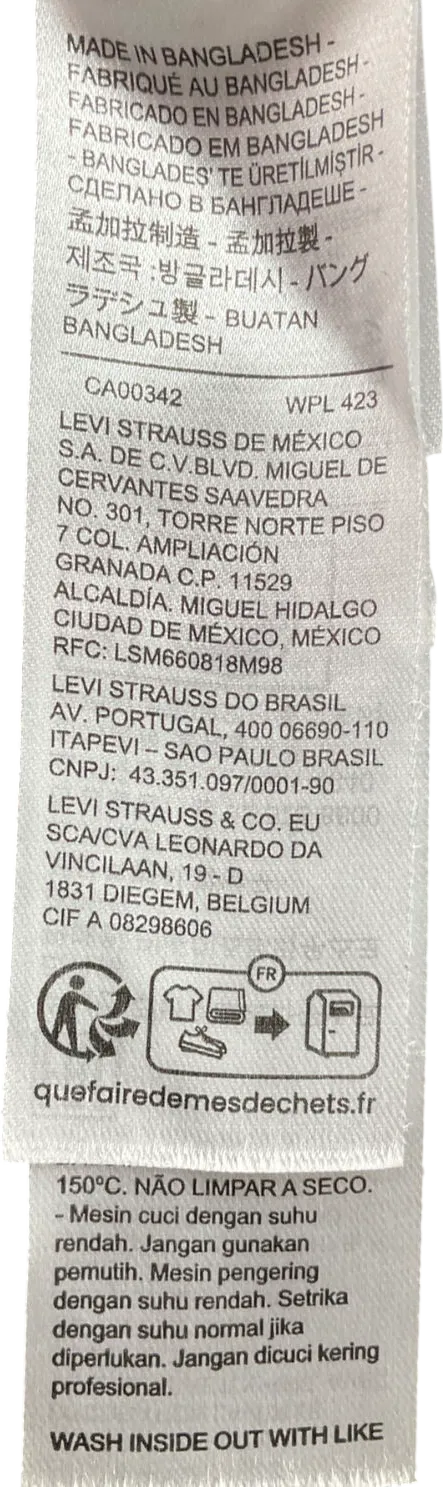 MADE IN BANGLADESH -
FABRIQUÉ AU BANGLADESH -
FABRICADO EN BANGLADESH -
FABRICADO EM BANGLADESH
- BANGLADEŞ' TE ÜRETİLMİŞTİR -
СДЕЛАНО В БАНГЛАДЕШЕ -
孟加拉制造 - 孟加拉製 -
제조국 :방글라데시 - バング
ラデシュ製 - BUATAN
BANGLADESH
CA00342 WPL 423
LEVI STRAUSS DE MÉXICO
S.A. DE C.V.BLVD. MIGUEL DE
CERVANTES SAAVEDRA
NO. 301, TORRE NORTE PISO
7 COL. AMPLIACIÓN
GRANADA C.P. 11529
ALCALDÍA. MIGUEL HIDALGO
CIUDAD DE MÉXICO, MÉXICO
RFC: LSM660818M98
LEVI STRAUSS DO BRASIL
AV. PORTUGAL, 400 06690-110
ITAPEVI – SAO PAULO BRASIL
CNPJ: 43.351.097/0001-90
LEVI STRAUSS & CO. EU
SCA/CVA LEONARDO DA
VINCILAAN, 19 - D
1831 DIEGEM, BELGIUM
CIF A 08298606
FR
quefairedemesdechets.fr
150°C. NÃO LIMPAR A SECO.
- Mesin cuci dengan suhu
rendah. Jangan gunakan
pemutih. Mesin pengering
dengan suhu rendah. Setrika
dengan suhu normal jika
diperlukan. Jangan dicuci kering
profesional.
WASH INSIDE OUT WITH LIKE